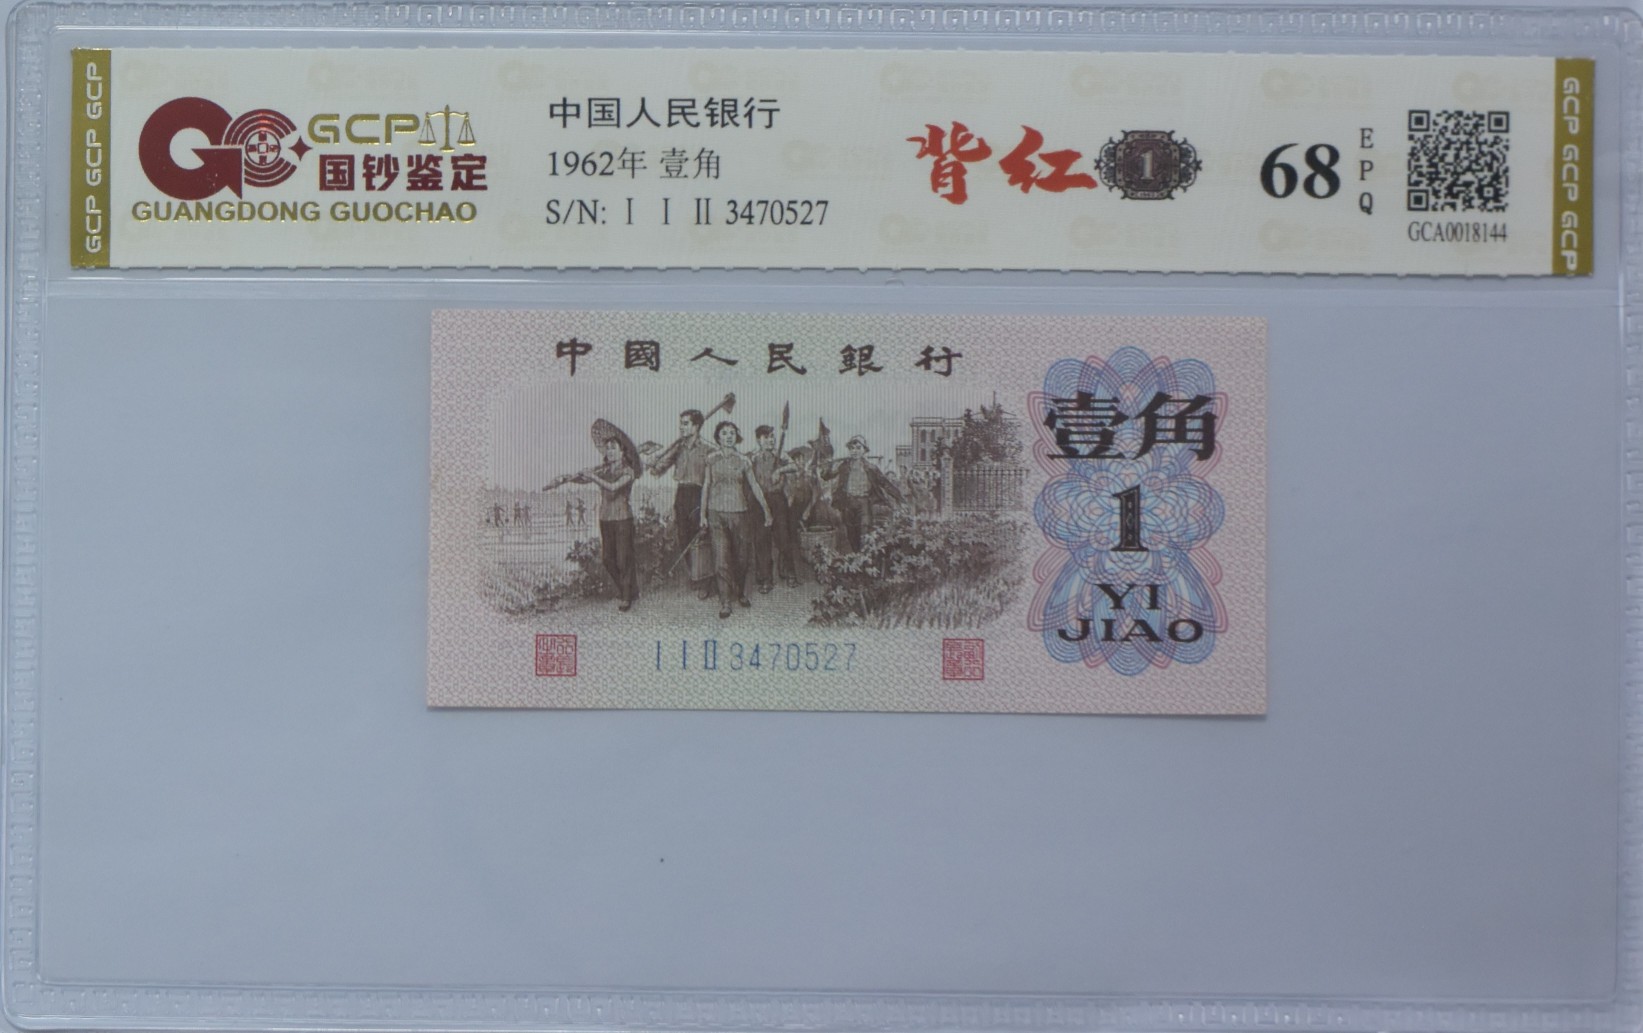 GCP GCP GCP
GCP
国钞鉴定
GUANGDONG GUOCHAO
中国人民银行
1962年 壹角
S/N: Ⅰ Ⅰ Ⅱ 3470527
背红
1
68
EPQ
GCA0018144
GCP GCP GCP
中國人民銀行
壹角
1
YI
JIAO
ⅠⅠⅡ 3470527